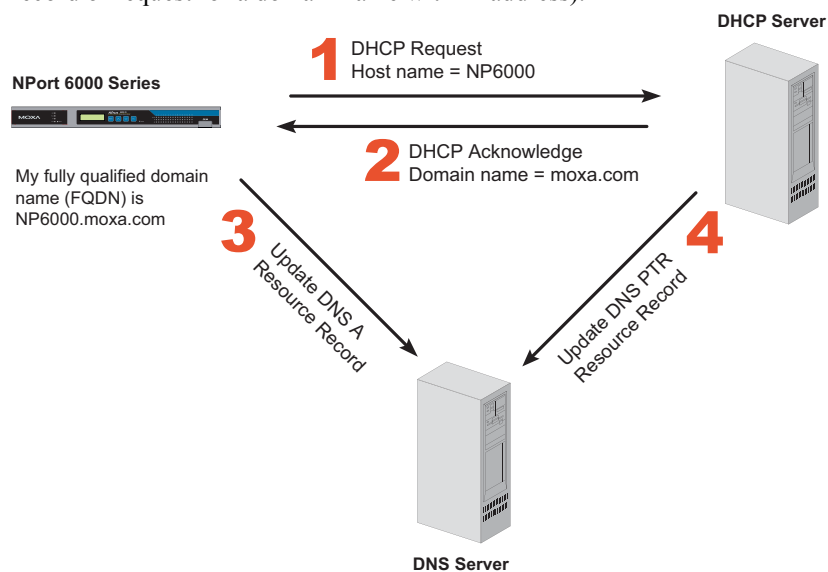 DHCP Server
1
DHCP Request
Host name = NP6000
NPort 6000 Series
MOXA
2
DHCP Acknowledge
Domain name = moxa.com
My fully qualified domain
name (FQDN) is
NP6000.moxa.com
3
Update DNS A
Resource Record
4
Update DNS PTR
Resource Record
DNS Server